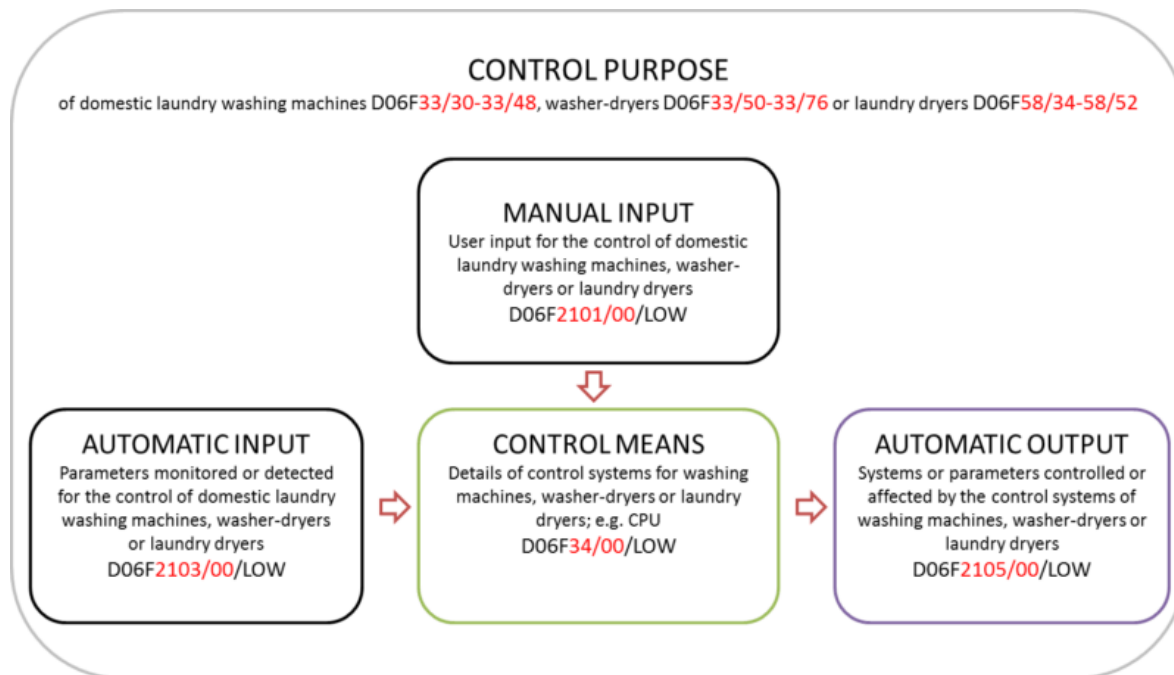 CONTROL PURPOSE
of domestic laundry washing machines D06F33/30-33/48, washer-dryers D06F33/50-33/76 or laundry dryers D06F58/34-58/52
MANUAL INPUT
User input for the control of domestic
laundry washing machines, washer-
dryers or laundry dryers
D06F2101/00/LOW
AUTOMATIC INPUT
Parameters monitored or detected
for the control of domestic laundry
washing machines, washer-dryers
or laundry dryers
D06F2103/00/LOW
CONTROL MEANS
Details of control systems for washing
machines, washer-dryers or laundry
dryers; e.g. CPU
D06F34/00/LOW
AUTOMATIC OUTPUT
Systems or parameters controlled or
affected by the control systems of
washing machines, washer-dryers or
laundry dryers
D06F2105/00/LOW